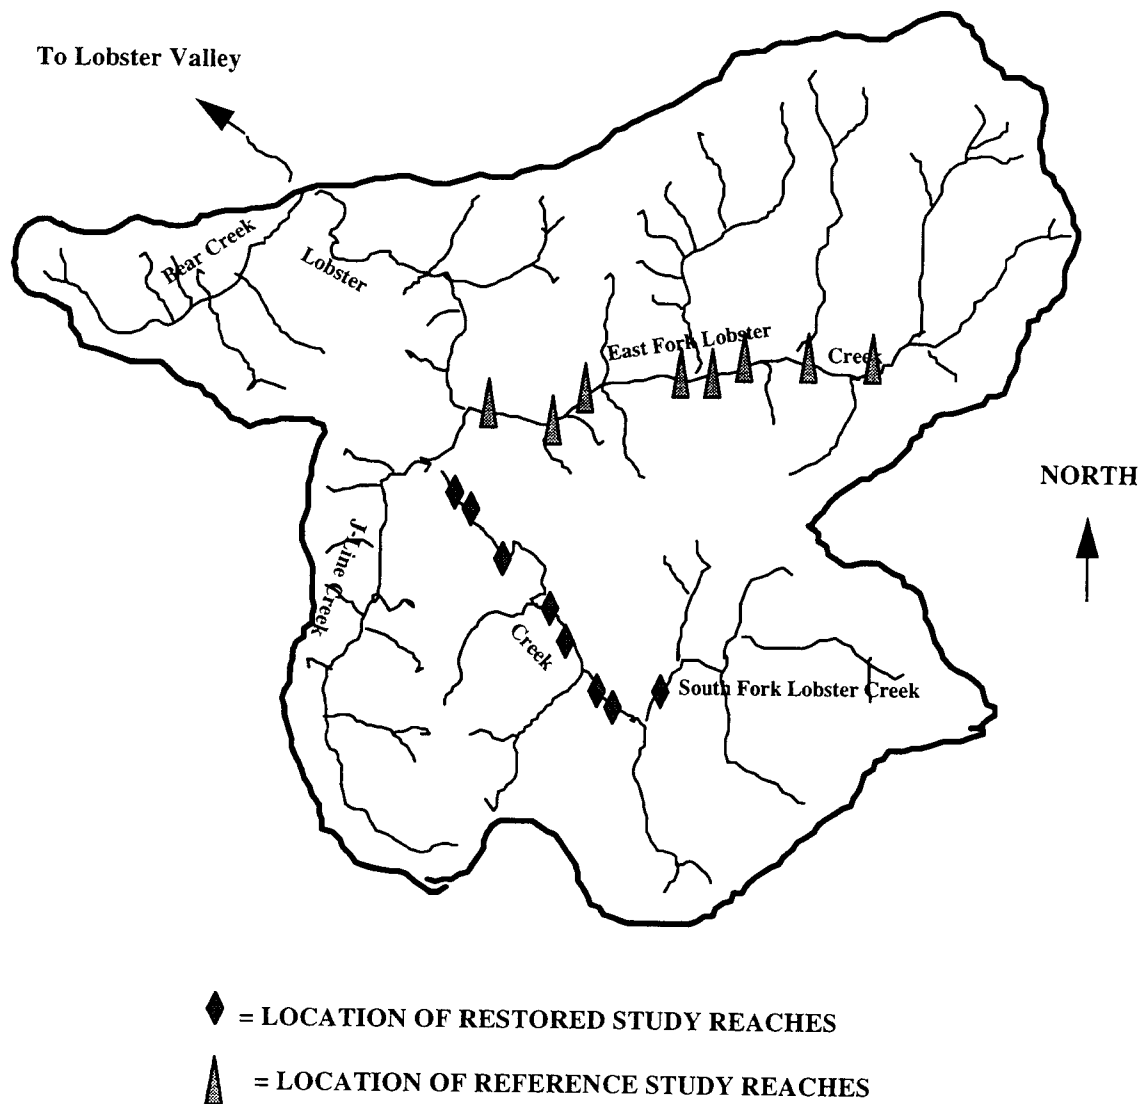 To Lobster Valley
Bear Creek
Lobster
East Fork Lobster
Creek
NORTH
J-Line Creek
Creek
South Fork Lobster Creek
= LOCATION OF RESTORED STUDY REACHES
= LOCATION OF REFERENCE STUDY REACHES